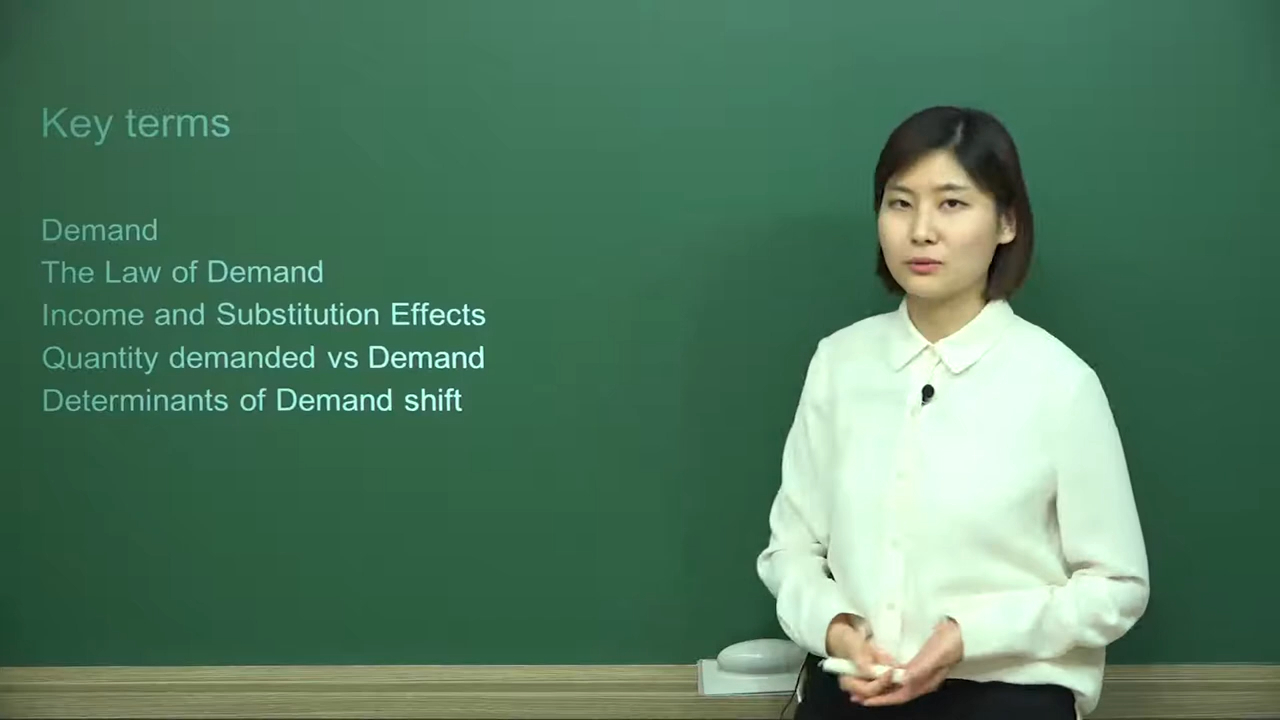 Key terms
Demand
The Law of Demand
Income and Substitution Effects
Quantity demanded vs Demand
Determinants of Demand shift